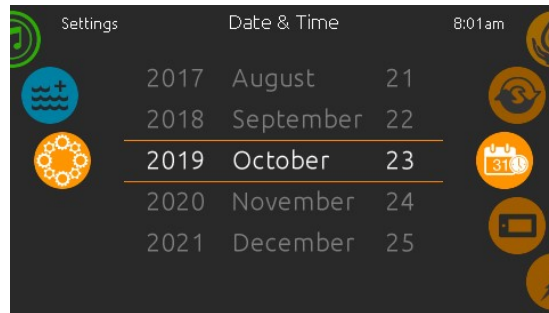 Settings Date & Time 8:01am
2017 August 21
2018 September 22
2019 October 23
31
2020 November 24
2021 December 25